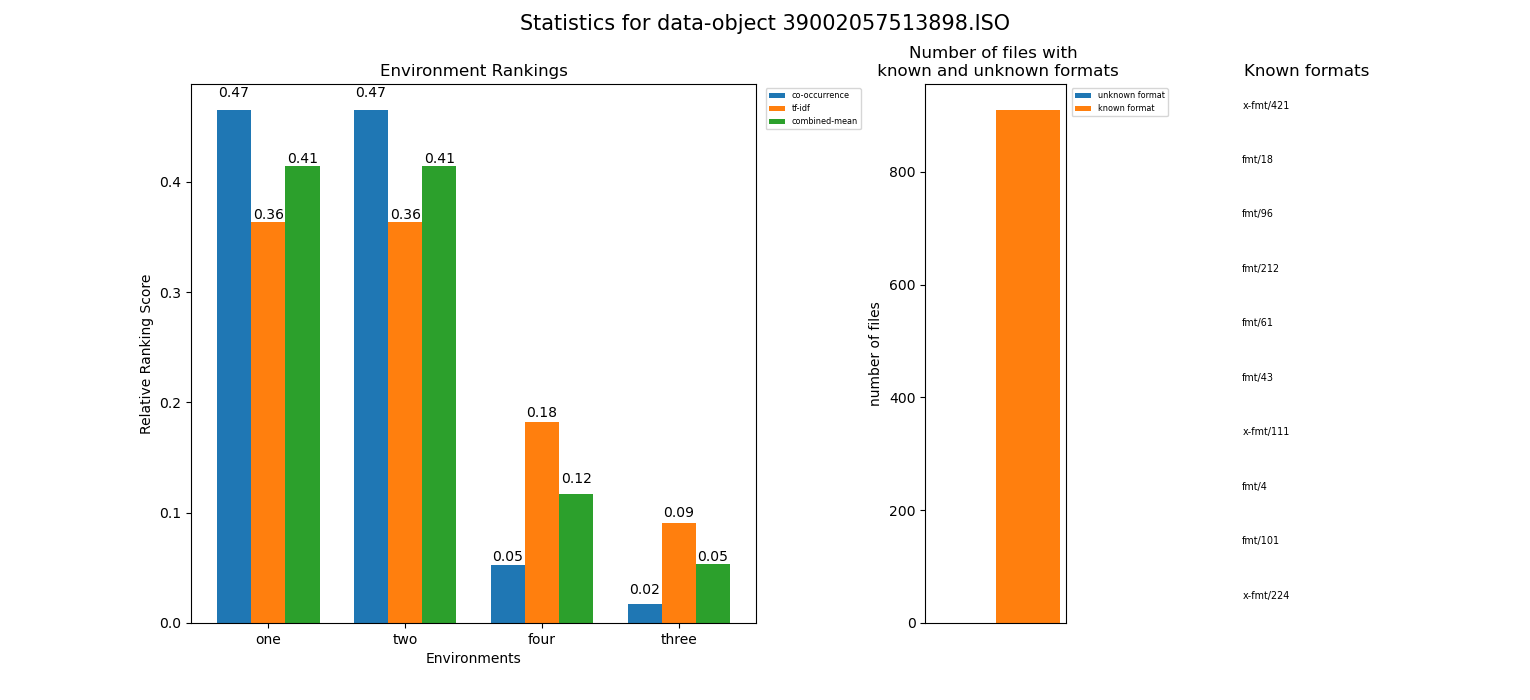 Statistics for data-object 39002057513898.ISO
Environment Rankings
Relative Ranking Score
0.4
0.3
0.2
0.1
0.0
0.47
0.36
0.41
0.47
0.36
0.41
0.05
0.18
0.12
0.02
0.09
0.05
one
two
four
three
Environments
co-occurrence
tf-idf
combined-mean
Number of files with
known and unknown formats
number of files
800
600
400
200
0
unknown format
known format
Known formats
x-fmt/421
fmt/18
fmt/96
fmt/212
fmt/61
fmt/43
x-fmt/111
fmt/4
fmt/101
x-fmt/224